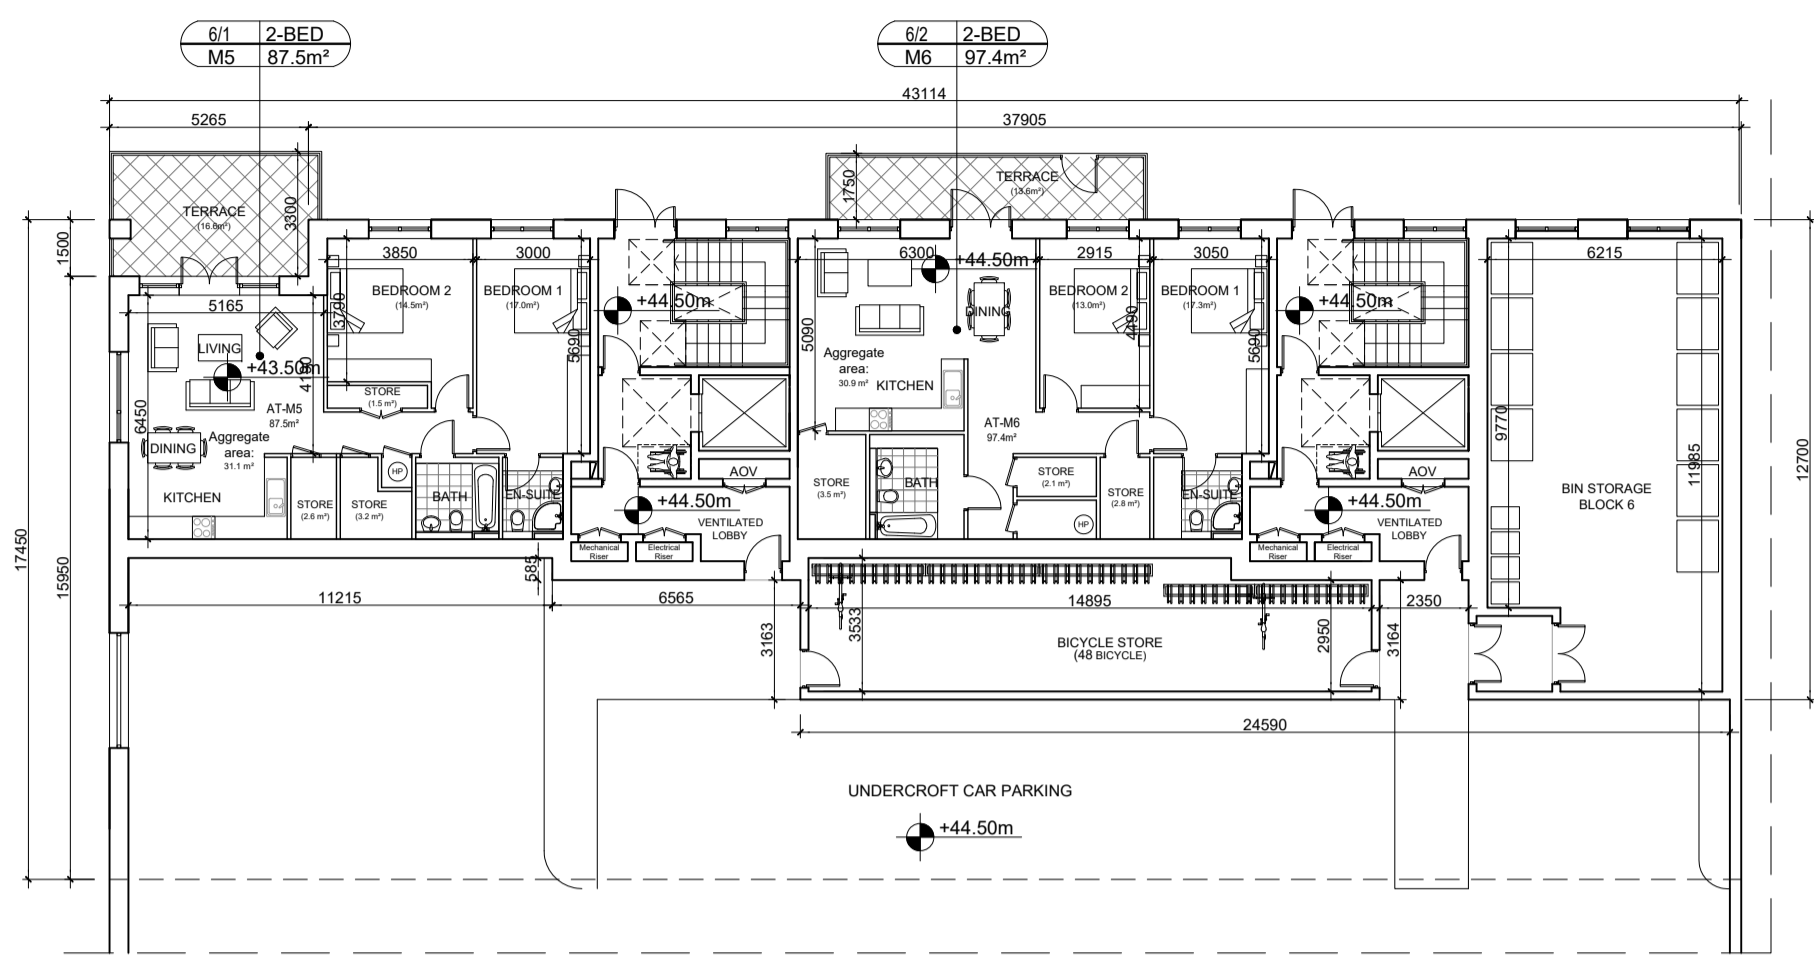 6/1 2-BED
M5 87.5m²
6/2 2-BED
M6 97.4m²
43114
5265
37905
TERRACE
(16.6m²)
3300
1750
TERRACE
(13.6m²)
1500
3850
3000
6300
+44.50m
2915
3050
6215
BEDROOM 2
(14.5m²)
BEDROOM 1
(17.0m²)
+44.50m
BEDROOM 2
(13.0m²)
BEDROOM 1
(17.3m²)
+44.50m
5165
3790
DINING
4490
LIVING
+43.50m
5690
5090
5690
Aggregate
area:
30.9 m²
KITCHEN
STORE
(1.5 m²)
AT-M5
87.5m²
6450
AT-M6
97.4m²
9770
DINING
Aggregate
area:
31.1 m²
12700
HP
AOV
AOV
11985
KITCHEN
STORE
(2.6 m²)
STORE
(3.2 m²)
BATH
EN-SUITE
+44.50m
VENTILATED
LOBBY
STORE
(3.5 m²)
BATH
STORE
(2.1 m²)
STORE
(2.8 m²)
HP
EN-SUITE
+44.50m
VENTILATED
LOBBY
BIN STORAGE
BLOCK 6
Mechanical
Riser
Electrical
Riser
Mechanical
Riser
Electrical
Riser
17450
15950
585
11215
6565
14895
2350
3163
3533
2950
3164
BICYCLE STORE
(48 BICYCLE)
24590
UNDERCROFT CAR PARKING
+44.50m